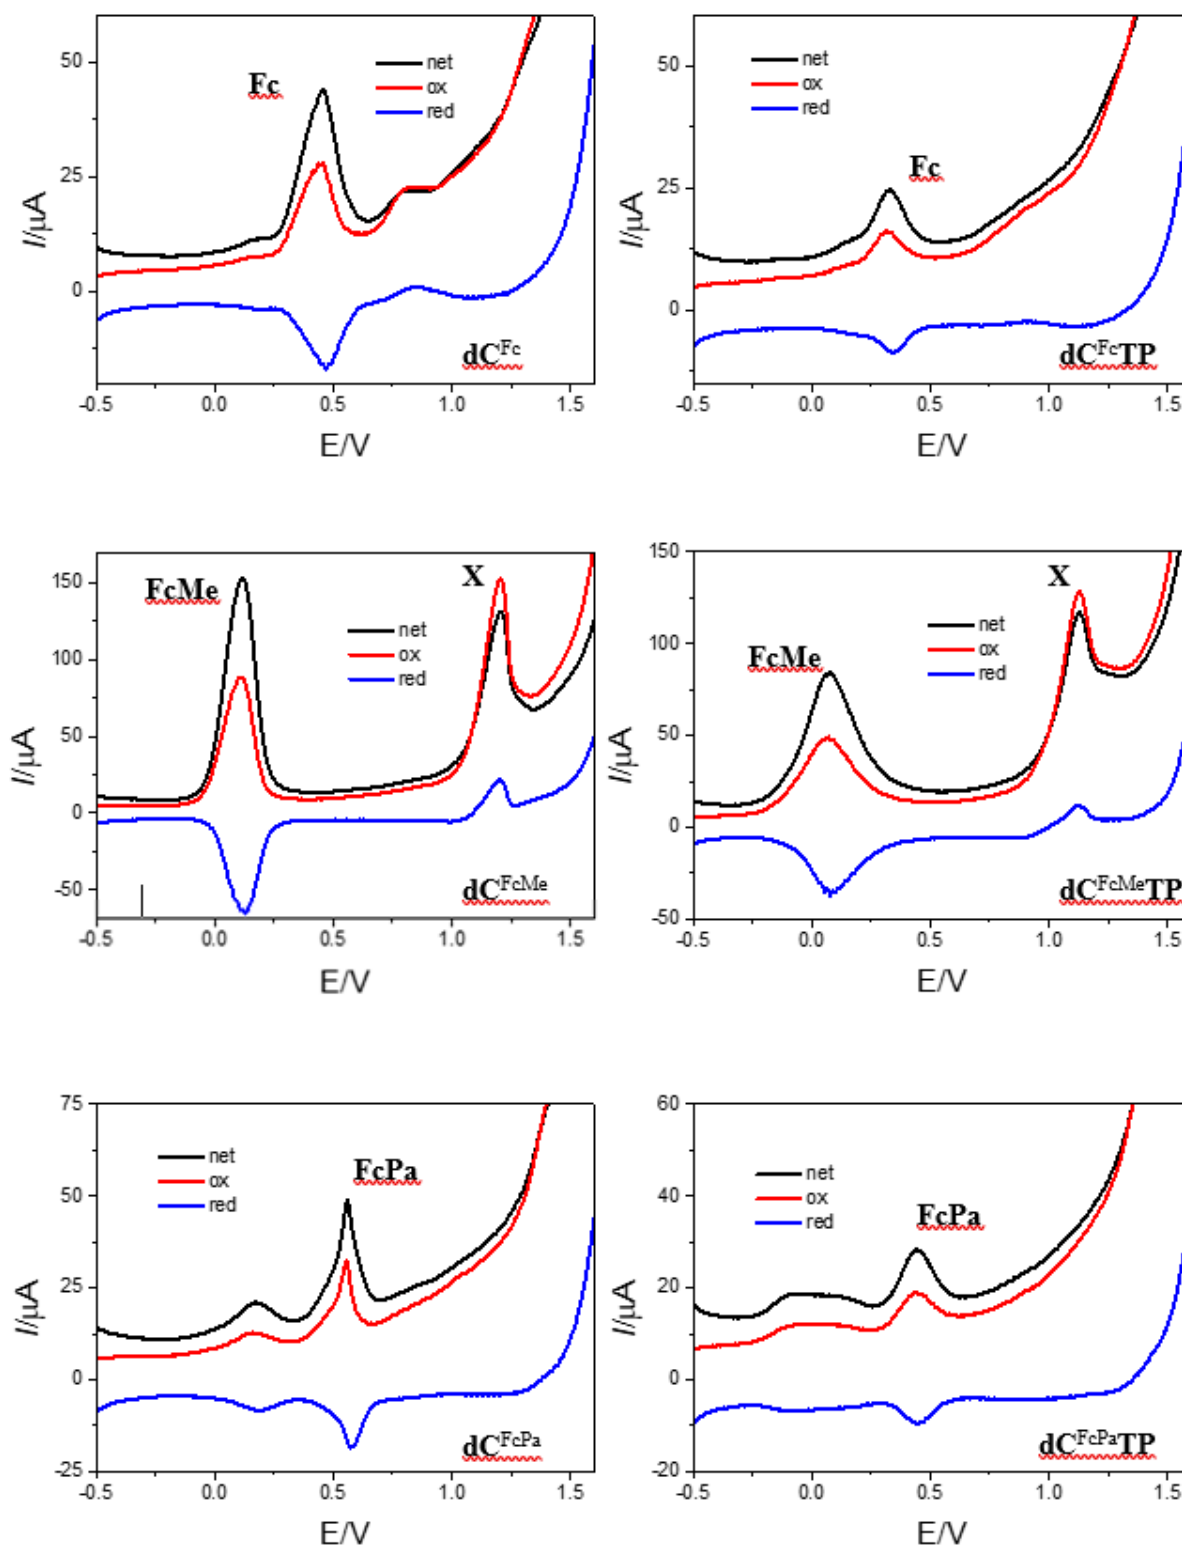 50
25
0
I/μA
Fc
net
ox
red
dC^Fc
-0.5 0.0 0.5 1.0 1.5
E/V
50
25
0
I/μA
net
ox
red
Fc
dC^FcTP
-0.5 0.0 0.5 1.0 1.5
E/V
150
100
50
0
-50
I/μA
FcMe
X
net
ox
red
dC^FcMe
-0.5 0.0 0.5 1.0 1.5
E/V
150
100
50
0
-50
I/μA
FcMe
X
net
ox
red
dC^FcMeTP
-0.5 0.0 0.5 1.0 1.5
E/V
75
50
25
0
-25
I/μA
net
ox
red
FcPa
dC^FcPa
-0.5 0.0 0.5 1.0 1.5
E/V
60
40
20
0
-20
I/μA
net
ox
red
FcPa
dC^FcPaTP
-0.5 0.0 0.5 1.0 1.5
E/V